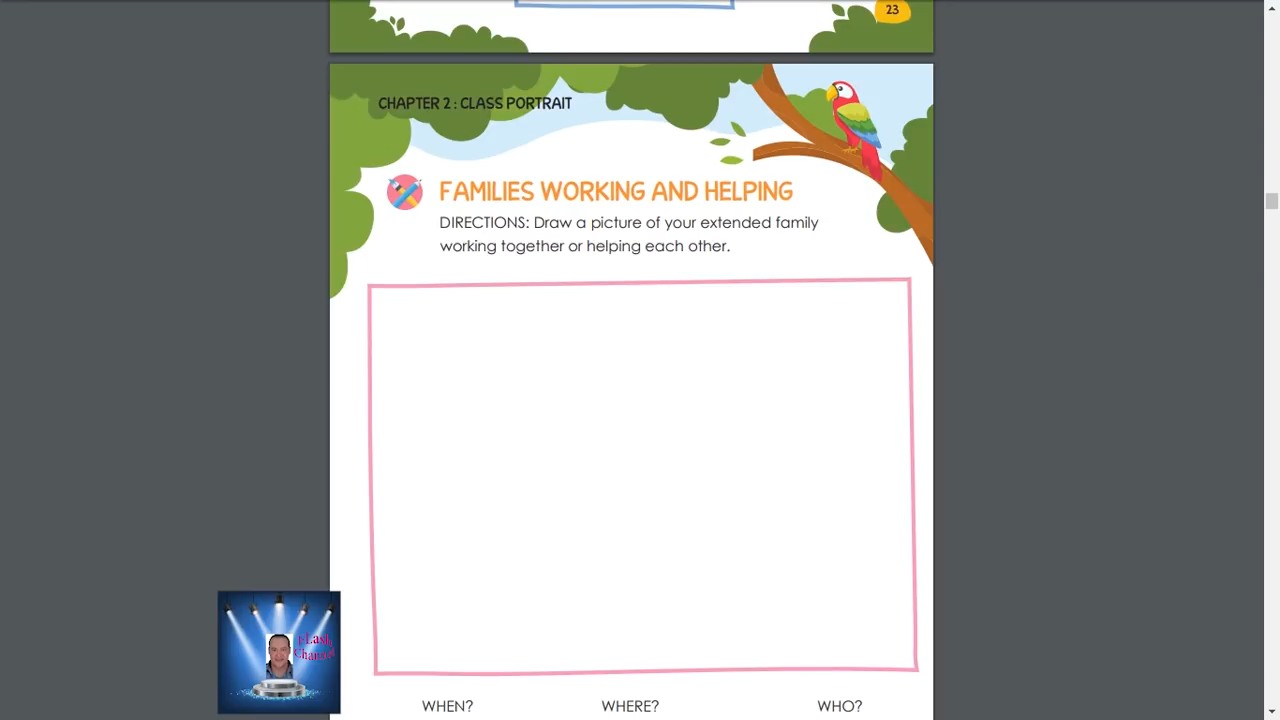 23
CHAPTER 2 : CLASS PORTRAIT
FAMILIES WORKING AND HELPING
DIRECTIONS: Draw a picture of your extended family
working together or helping each other.
Channel
WHEN? WHERE? WHO?